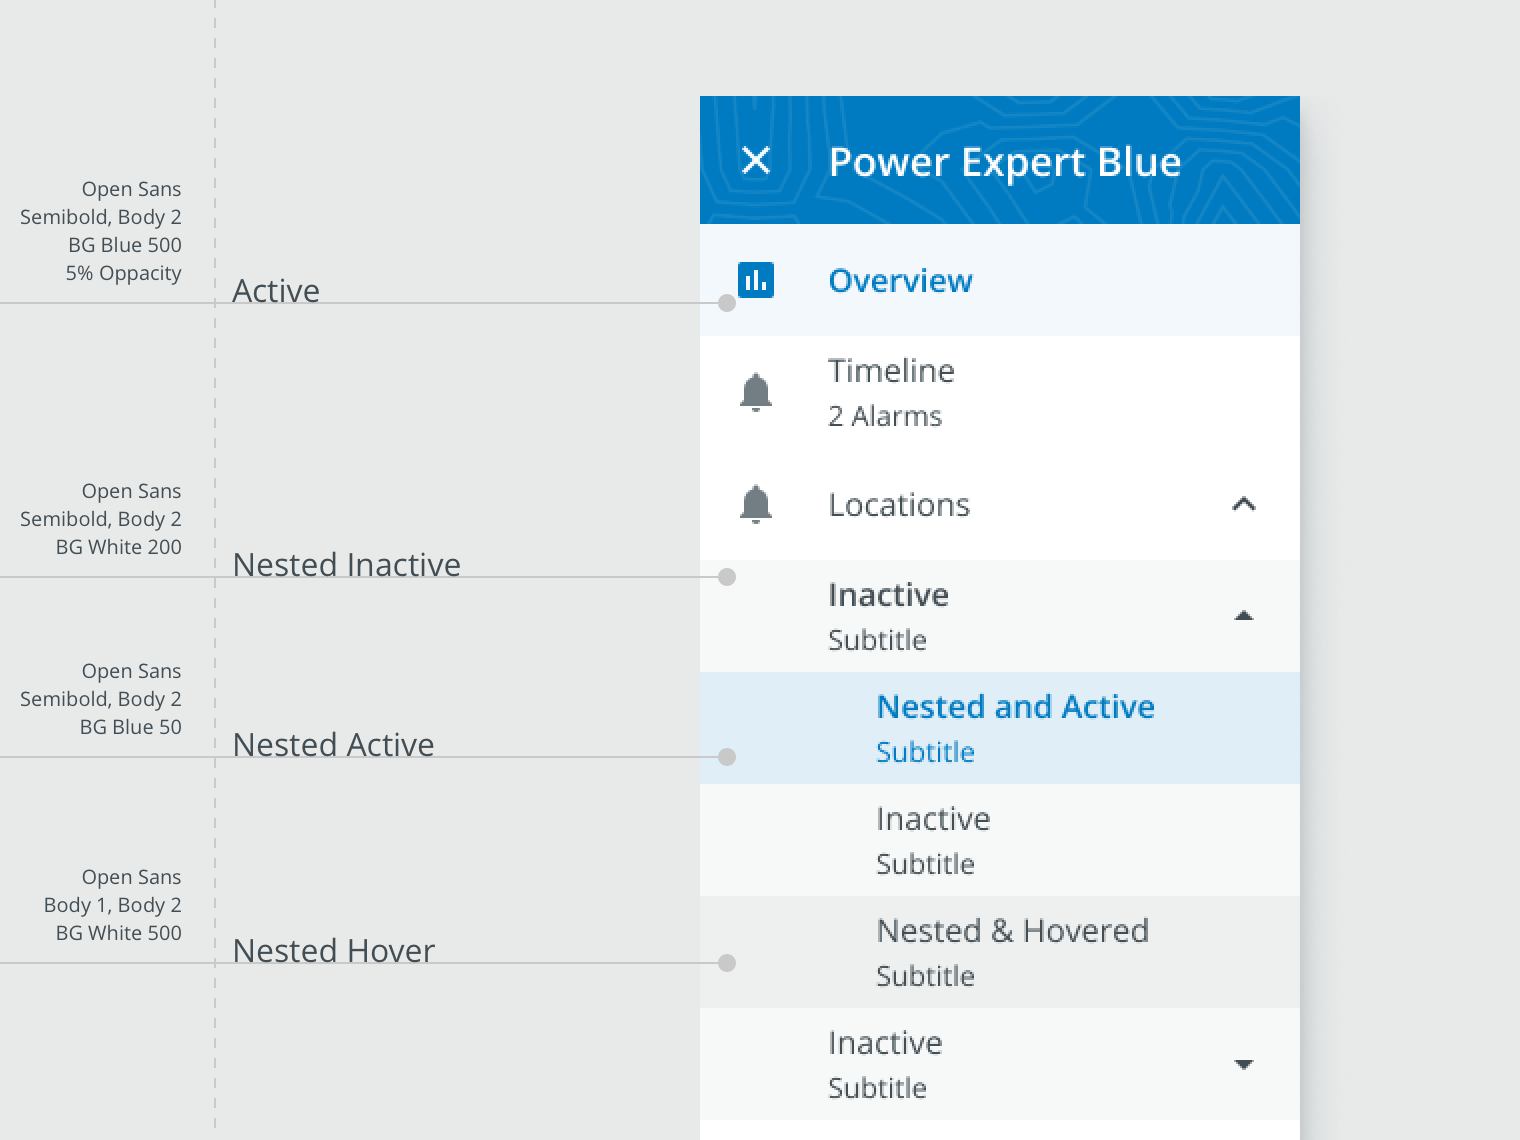 Open Sans
Semibold, Body 2
BG Blue 500
5% Oppacity
Active
Open Sans
Semibold, Body 2
BG White 200
Nested Inactive
Open Sans
Semibold, Body 2
BG Blue 50
Nested Active
Open Sans
Body 1, Body 2
BG White 500
Nested Hover
Power Expert Blue
Overview
Timeline
2 Alarms
Locations
Inactive
Subtitle
Nested and Active
Subtitle
Inactive
Subtitle
Nested & Hovered
Subtitle
Inactive
Subtitle